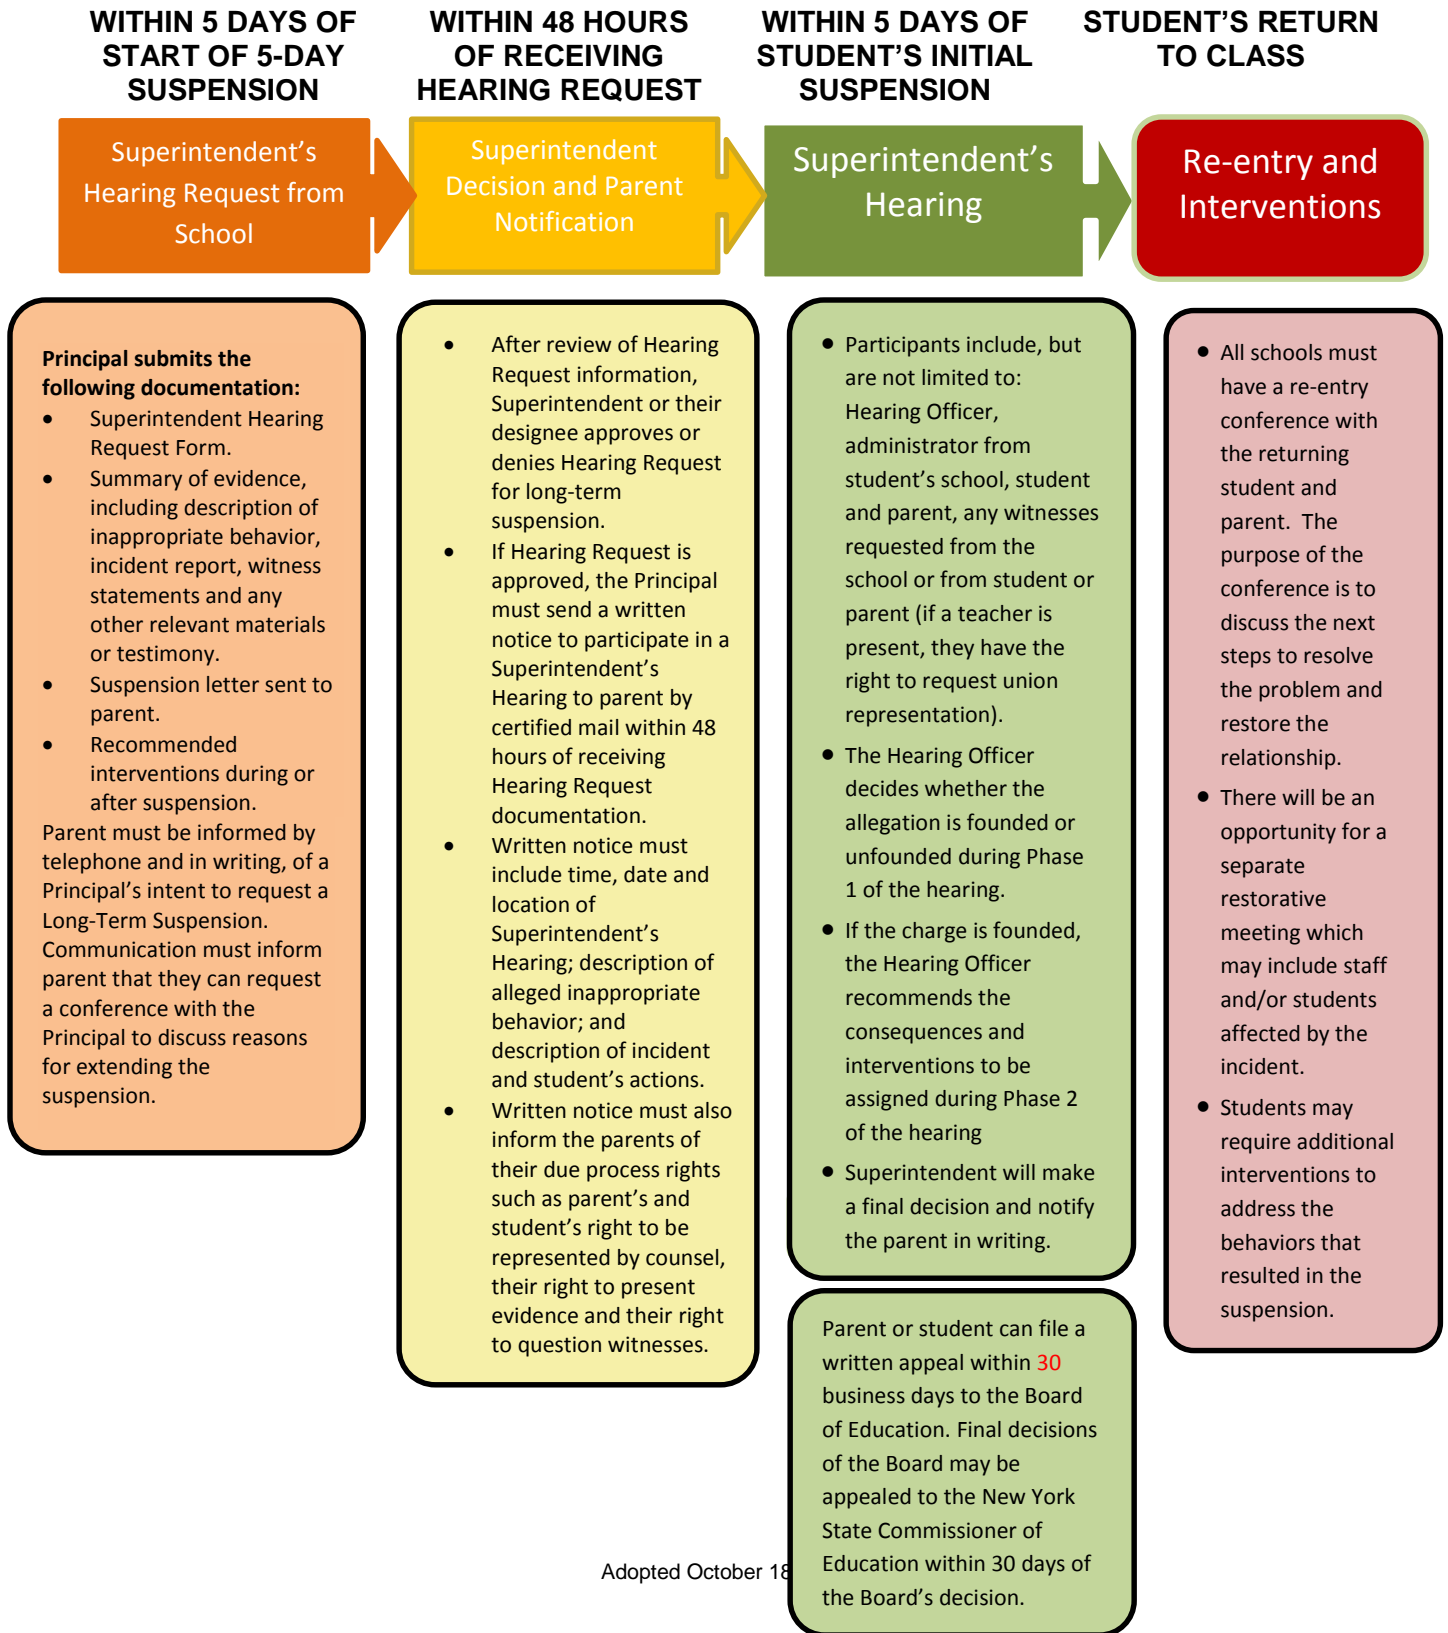 WITHIN 5 DAYS OF
START OF 5-DAY
SUSPENSION
WITHIN 48 HOURS
OF RECEIVING
HEARING REQUEST
WITHIN 5 DAYS OF
STUDENT’S INITIAL
SUSPENSION
STUDENT’S RETURN
TO CLASS
Superintendent’s
Hearing Request from
School
Superintendent
Decision and Parent
Notification
Superintendent’s
Hearing
Re-entry and
Interventions
Principal submits the
following documentation:
• Superintendent Hearing
Request Form.
• Summary of evidence,
including description of
inappropriate behavior,
incident report, witness
statements and any
other relevant materials
or testimony.
• Suspension letter sent to
parent.
• Recommended
interventions during or
after suspension.
Parent must be informed by
telephone and in writing, of a
Principal’s intent to request a
Long-Term Suspension.
Communication must inform
parent that they can request
a conference with the
Principal to discuss reasons
for extending the
suspension.
• After review of Hearing
Request information,
Superintendent or their
designee approves or
denies Hearing Request
for long-term
suspension.
• If Hearing Request is
approved, the Principal
must send a written
notice to participate in a
Superintendent’s
Hearing to parent by
certified mail within 48
hours of receiving
Hearing Request
documentation.
• Written notice must
include time, date and
location of
Superintendent’s
Hearing; description of
alleged inappropriate
behavior; and
description of incident
and student’s actions.
• Written notice must also
inform the parents of
their due process rights
such as parent’s and
student’s right to be
represented by counsel,
their right to present
evidence and their right
to question witnesses.
• Participants include, but
are not limited to:
Hearing Officer,
administrator from
student’s school, student
and parent, any witnesses
requested from the
school or from student or
parent (if a teacher is
present, they have the
right to request union
representation).
• The Hearing Officer
decides whether the
allegation is founded or
unfounded during Phase
1 of the hearing.
• If the charge is founded,
the Hearing Officer
recommends the
consequences and
interventions to be
assigned during Phase 2
of the hearing
• Superintendent will make
a final decision and notify
the parent in writing.
Parent or student can file a
written appeal within 30
business days to the Board
of Education. Final decisions
of the Board may be
appealed to the New York
State Commissioner of
Education within 30 days of
the Board’s decision.
• All schools must
have a re-entry
conference with
the returning
student and
parent. The
purpose of the
conference is to
discuss the next
steps to resolve
the problem and
restore the
relationship.
• There will be an
opportunity for a
separate
restorative
meeting which
may include staff
and/or students
affected by the
incident.
• Students may
require additional
interventions to
address the
behaviors that
resulted in the
suspension.
Adopted October 18